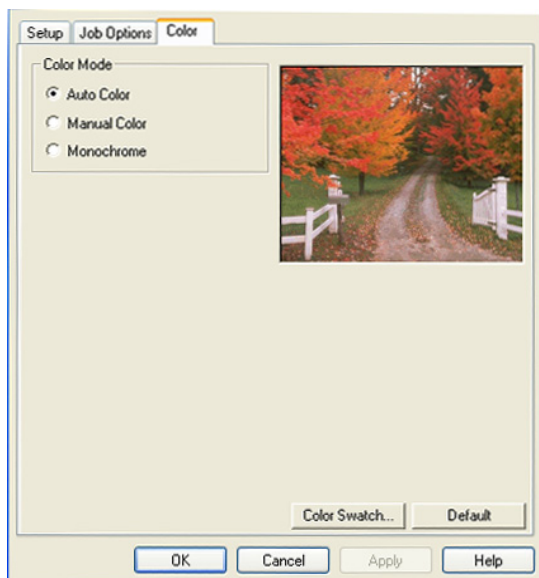 Setup Job Options Color
Color Mode
Auto Color
Manual Color
Monochrome
Color Swatch... Default
OK Cancel Apply Help